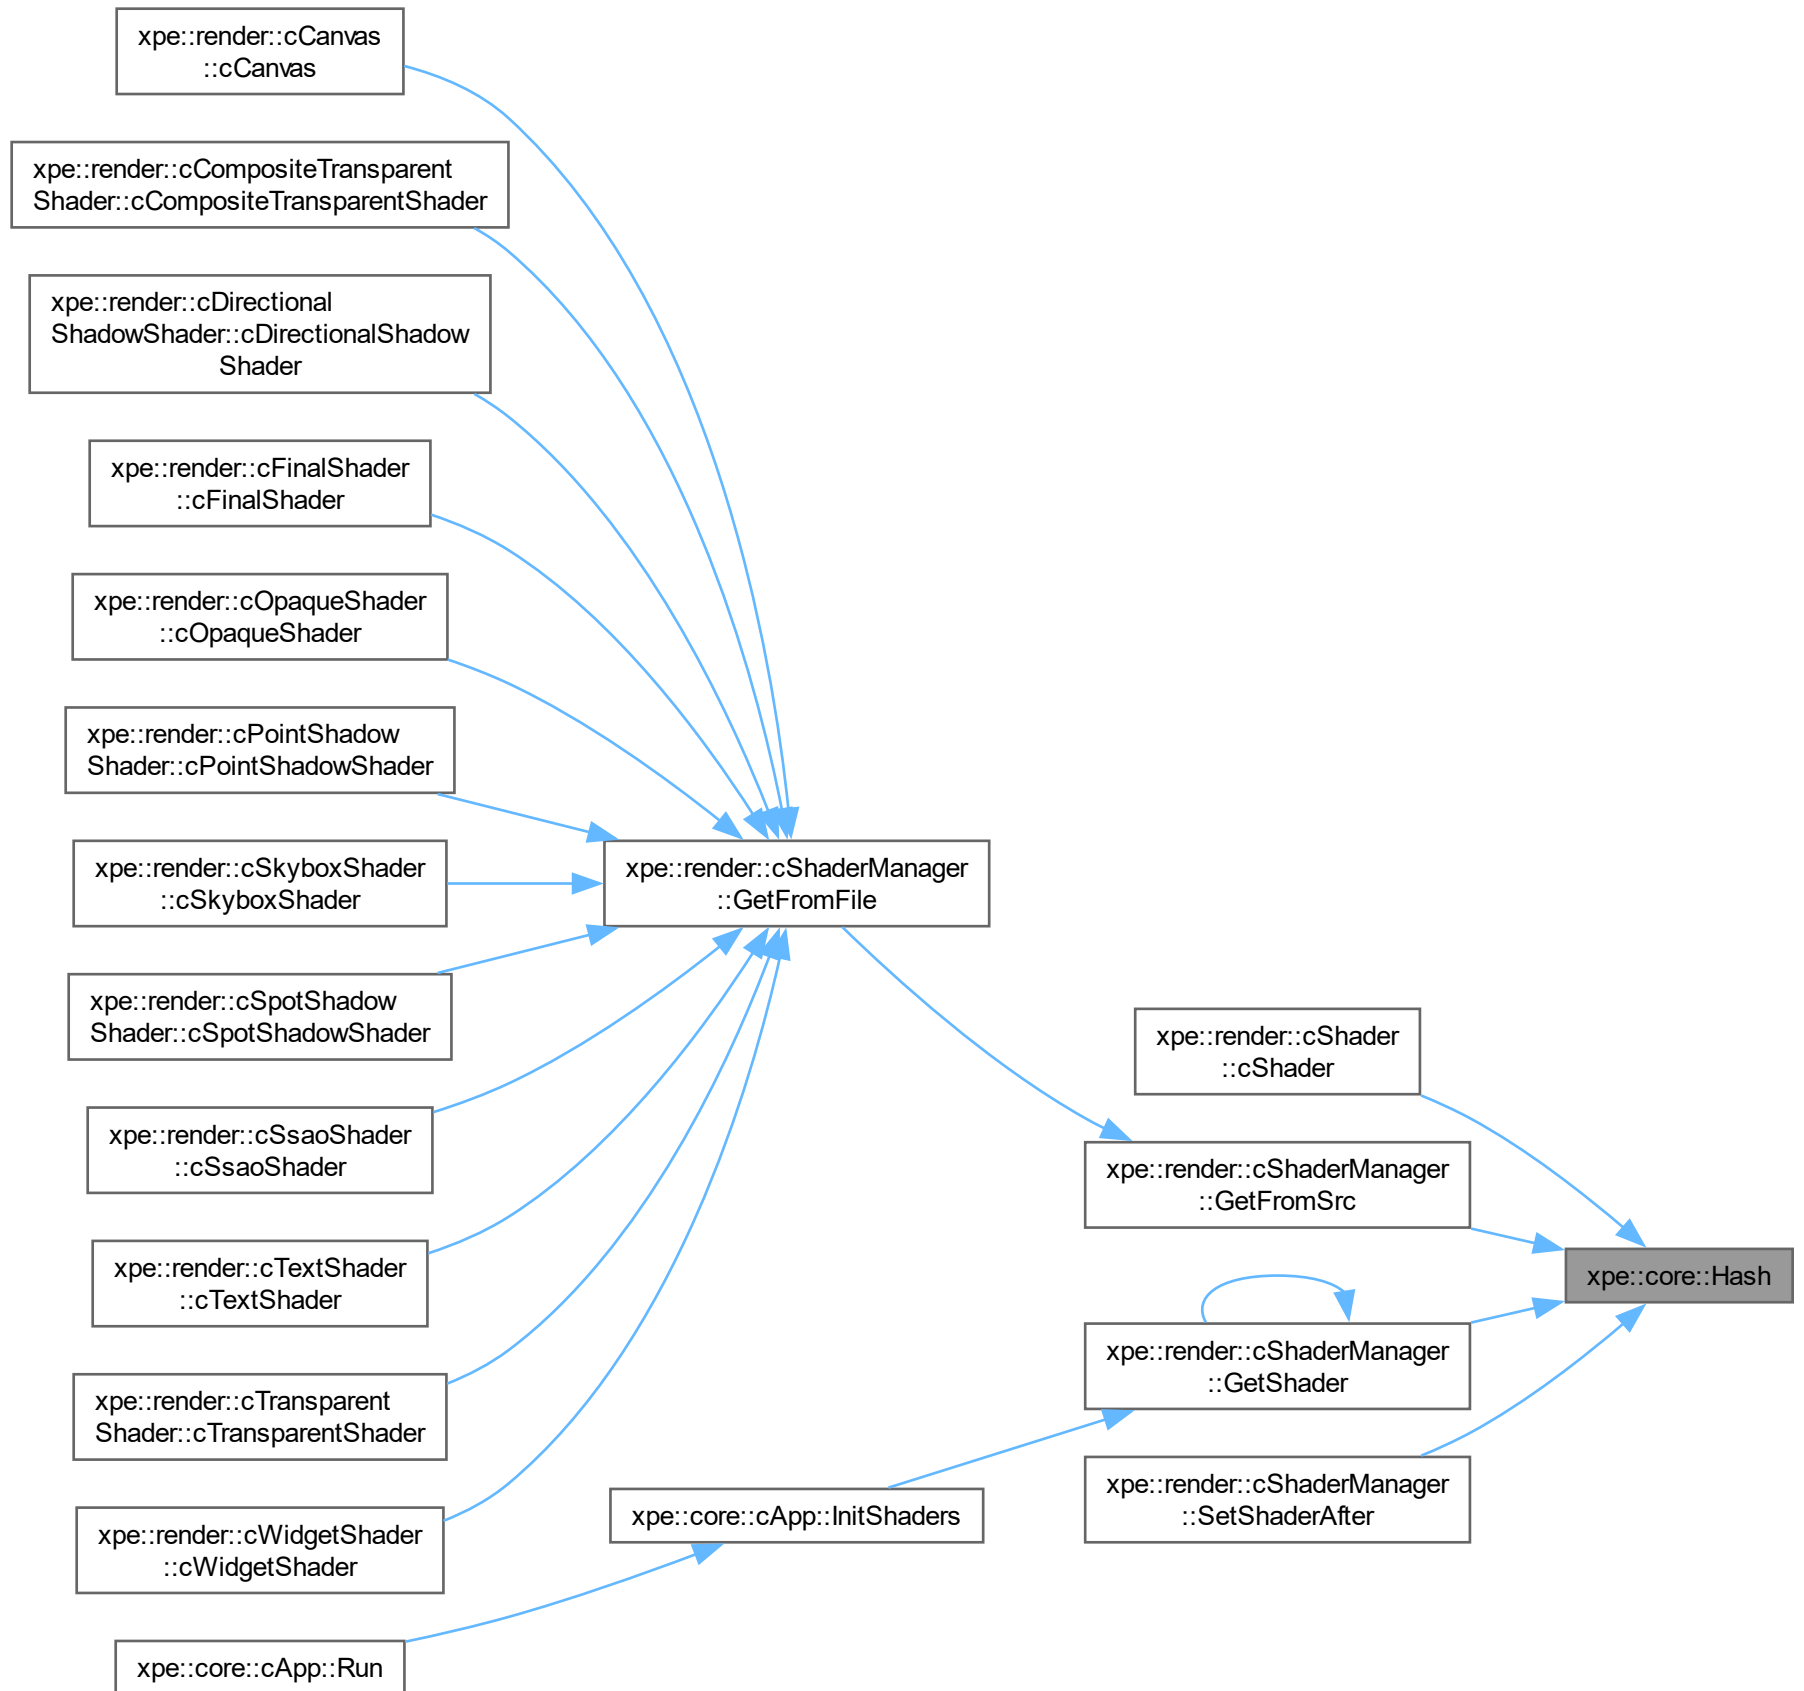 xpe::render::cCanvas
::cCanvas
xpe::render::cCompositeTransparent
Shader::cCompositeTransparentShader
xpe::render::cDirectional
ShadowShader::cDirectionalShadow
Shader
xpe::render::cFinalShader
::cFinalShader
xpe::render::cOpaqueShader
::cOpaqueShader
xpe::render::cPointShadow
Shader::cPointShadowShader
xpe::render::cSkyboxShader
::cSkyboxShader
xpe::render::cSpotShadow
Shader::cSpotShadowShader
xpe::render::cSsaoShader
::cSsaoShader
xpe::render::cTextShader
::cTextShader
xpe::render::cTransparent
Shader::cTransparentShader
xpe::render::cWidgetShader
::cWidgetShader
xpe::core::cApp::Run
xpe::render::cShaderManager
::GetFromFile
xpe::core::cApp::InitShaders
xpe::render::cShader
::cShader
xpe::render::cShaderManager
::GetFromSrc
xpe::render::cShaderManager
::GetShader
xpe::render::cShaderManager
::SetShaderAfter
xpe::core::Hash